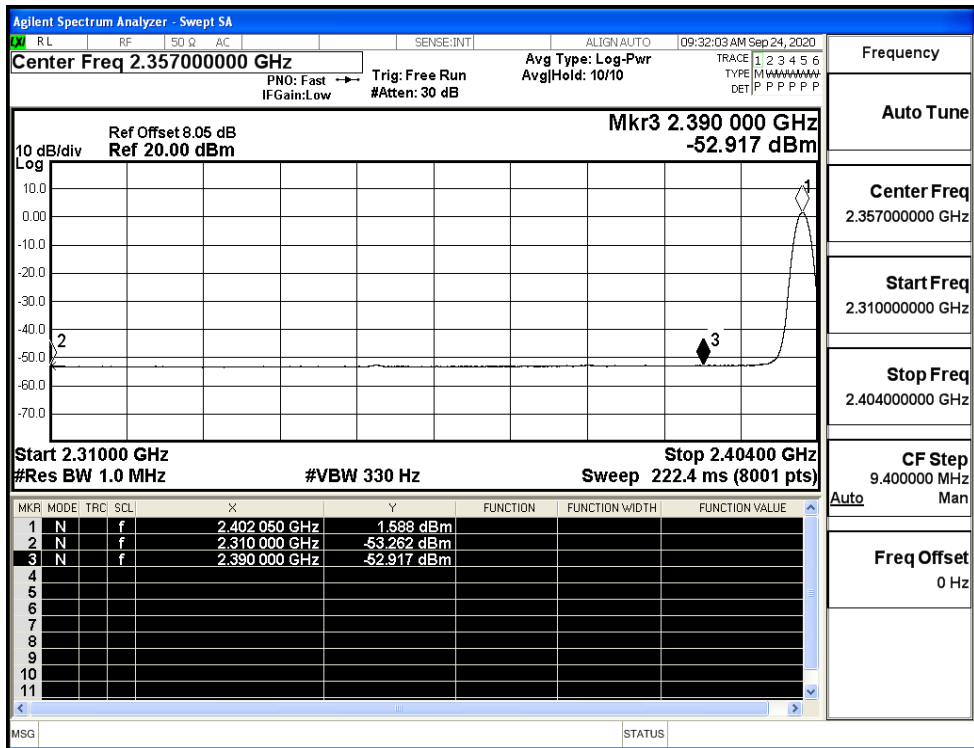 Agilent Spectrum Analyzer - Swept SA
LXI RL RF 50 Ω AC SENSE:INT ALIGN AUTO 09:32:03 AM Sep 24, 2020
Center Freq 2.357000000 GHz
PNO: Fast
IFGain:Low
Trig: Free Run
#Atten: 30 dB
Avg Type: Log-Pwr
Avg|Hold: 10/10
TRACE 1 2 3 4 5 6
TYPE M W W W W W
DET P P P P P P
Mkr3 2.390 000 GHz
-52.917 dBm
Ref Offset 8.05 dB
10 dB/div Ref 20.00 dBm
Log
10.0
0.00
-10.0
-20.0
-30.0
-40.0
-50.0
-60.0
-70.0
1
2
3
Start 2.31000 GHz Stop 2.40400 GHz
#Res BW 1.0 MHz #VBW 330 Hz Sweep 222.4 ms (8001 pts)
MKR MODE TRC SCL X Y FUNCTION FUNCTION WIDTH FUNCTION VALUE
1 N f 2.402 050 GHz 1.588 dBm
2 N f 2.310 000 GHz -53.262 dBm
3 N f 2.390 000 GHz -52.917 dBm
4
5
6
7
8
9
10
11
MSG STATUS
Frequency
Auto Tune
Center Freq
2.357000000 GHz
Start Freq
2.310000000 GHz
Stop Freq
2.404000000 GHz
CF Step
9.400000 MHz
Auto Man
Freq Offset
0 Hz